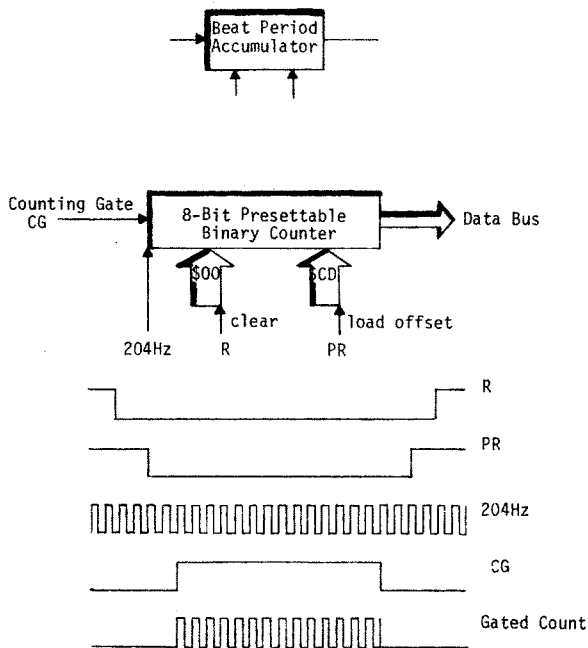 Beat Period
Accumulator
Counting Gate
CG
8-Bit Presettable
Binary Counter
Data Bus
$00
$CD
clear
load offset
204Hz
R
PR
R
PR
204Hz
CG
Gated Count